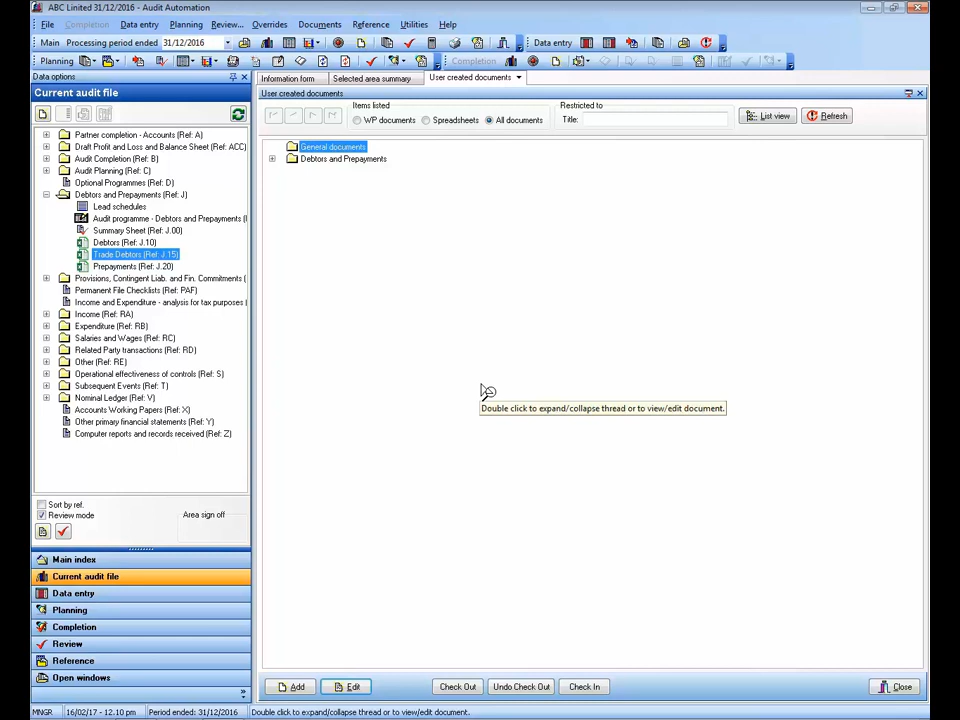 ABC Limited 31/12/2016 - Audit Automation
File Completion Data entry Planning Review... Overrides Documents Reference Utilities Help
Main Processing period ended 31/12/2016 Data entry
Planning Completion
Data options
Information form Selected area summary User created documents
Current audit file
User created documents
Items listed Restricted to
WP documents Spreadsheets All documents Title: List view Refresh
Partner completion - Accounts (Ref: A)
Draft Profit and Loss and Balance Sheet (Ref: ACC)
Audit Completion (Ref: B)
Audit Planning (Ref: C)
Optional Programmes (Ref: D)
Debtors and Prepayments (Ref: J)
Lead schedules
Audit programme - Debtors and Prepayments (
Summary Sheet (Ref: J.00)
Debtors (Ref: J.10)
Trade Debtors (Ref: J.15)
Prepayments (Ref: J.20)
Provisions, Contingent Liab. and Fin. Commitments (
Permanent File Checklists (Ref: PAF)
Income and Expenditure - analysis for tax purposes (
Income (Ref: RA)
Expenditure (Ref: RB)
Salaries and Wages (Ref: RC)
Related Party transactions (Ref: RD)
Other (Ref: RE)
Operational effectiveness of controls (Ref: S)
Subsequent Events (Ref: T)
Nominal Ledger (Ref: V)
Accounts Working Papers (Ref: X)
Other primary financial statements (Ref: Y)
Computer reports and records received (Ref: Z)
General documents
Debtors and Prepayments
Double click to expand/collapse thread or to view/edit document.
Sort by ref.
Review mode
Area sign off
Main index
Current audit file
Data entry
Planning
Completion
Review
Reference
Open windows
Add Edit Check Out Undo Check Out Check In Close
MNGR 16/02/17 - 12.10 pm Period ended: 31/12/2016 Double click to expand/collapse thread or to view/edit document.